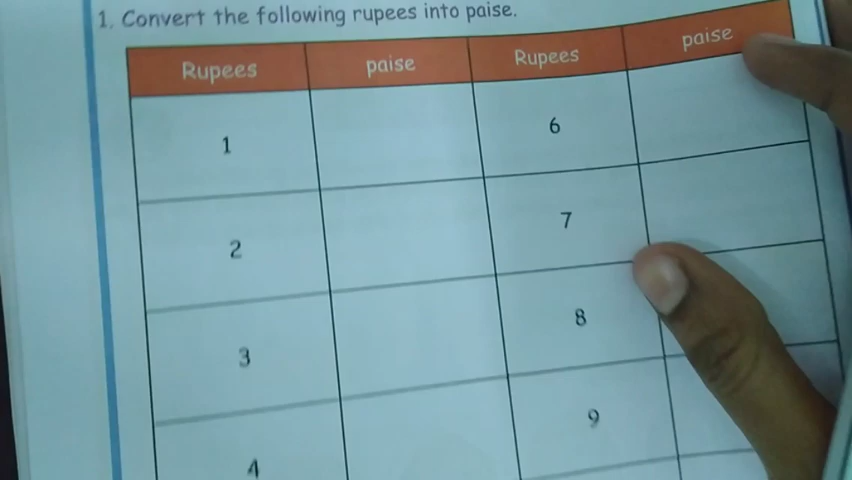 1. Convert the following rupees into paise.
Rupees paise Rupees paise
1 6
2 7
3 8
4 9